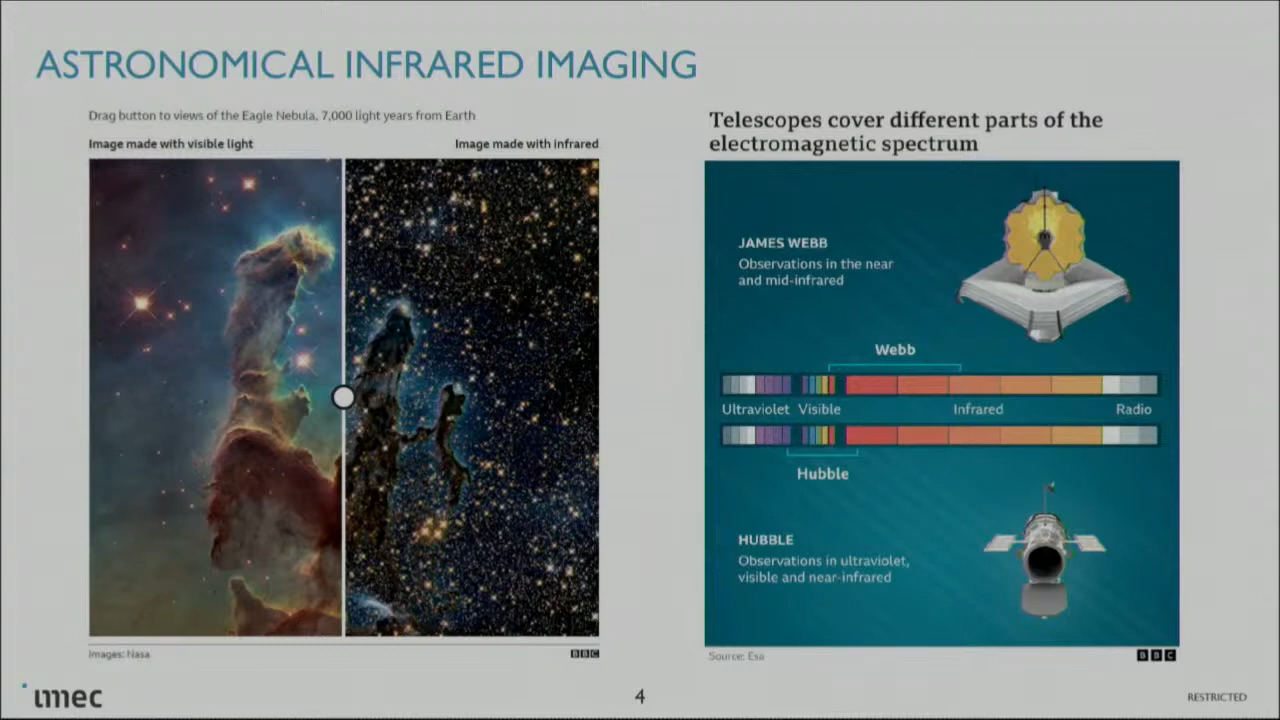 ASTRONOMICAL INFRARED IMAGING
Drag button to views of the Eagle Nebula, 7,000 light years from Earth
Image made with visible light
Image made with infrared
Images: Nasa
BBC
Telescopes cover different parts of the
electromagnetic spectrum
JAMES WEBB
Observations in the near
and mid-infrared
Webb
Ultraviolet
Visible
Infrared
Radio
Hubble
HUBBLE
Observations in ultraviolet,
visible and near-infrared
Source: Esa
BBC
imec
4
RESTRICTED